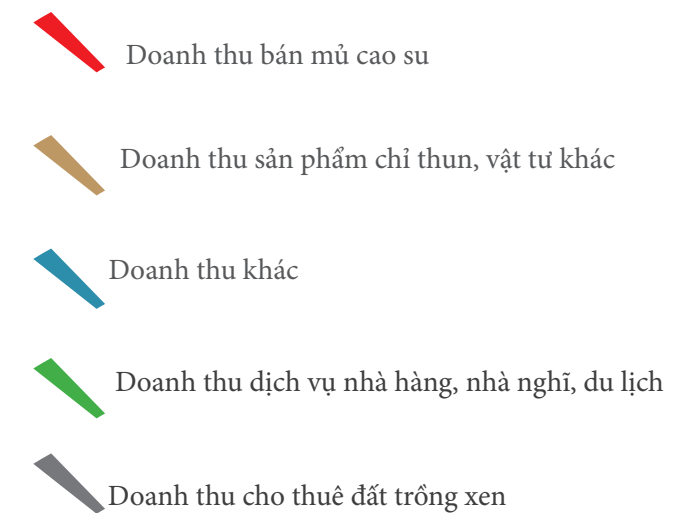 Doanh thu bán mủ cao su
Doanh thu sản phẩm chỉ thun, vật tư khác
Doanh thu khác
Doanh thu dịch vụ nhà hàng, nhà nghĩ, du lịch
Doanh thu cho thuê đất trồng xen